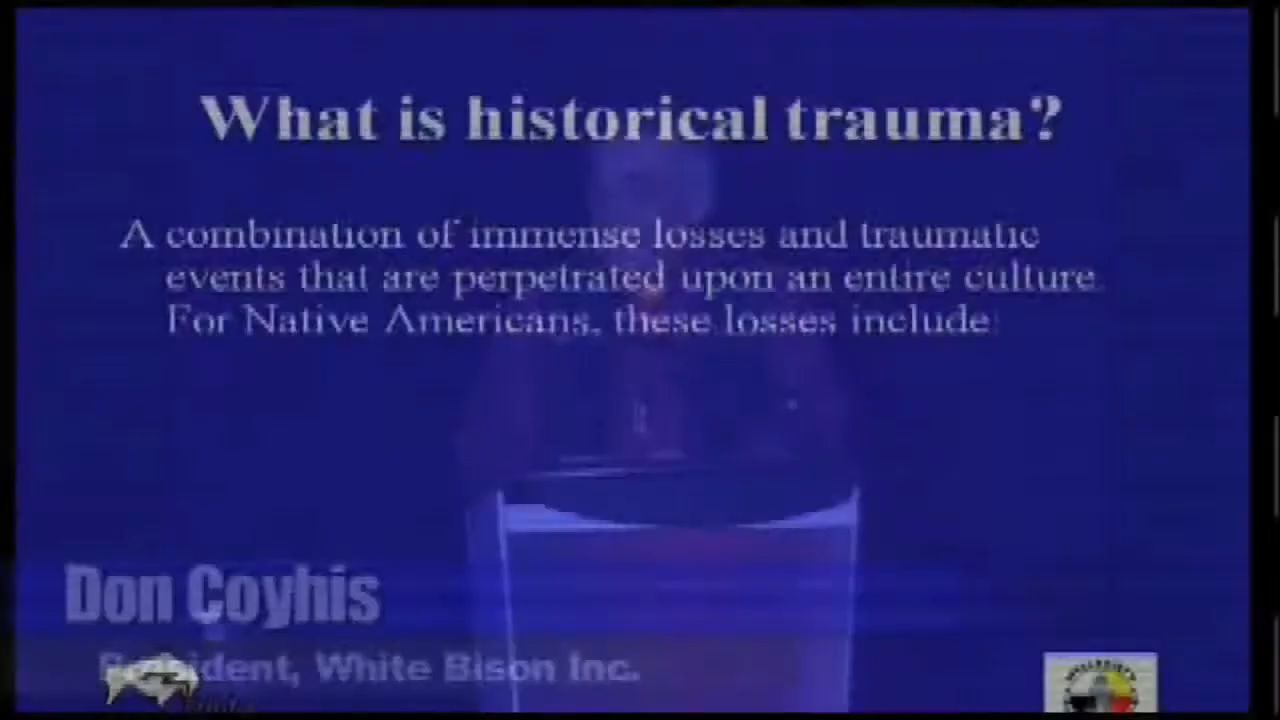 What is historical trauma?
A combination of immense losses and traumatic
events that are perpetrated upon an entire culture.
For Native Americans, these losses include:
Don Coyhis
President, White Bison Inc.